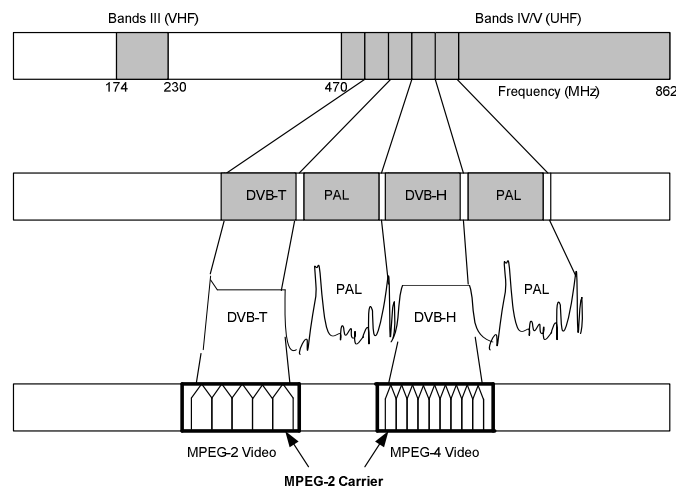 Bands III (VHF)
Bands IV/V (UHF)
174
230
470
Frequency (MHz)
862
DVB-T
PAL
DVB-H
PAL
PAL
PAL
DVB-T
DVB-H
MPEG-2 Video
MPEG-4 Video
MPEG-2 Carrier